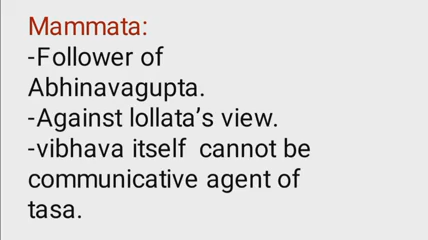 Mammata:
-Follower of
Abhinavagupta.
-Against lollata’s view.
-vibhava itself  cannot be
communicative agent of
tasa.